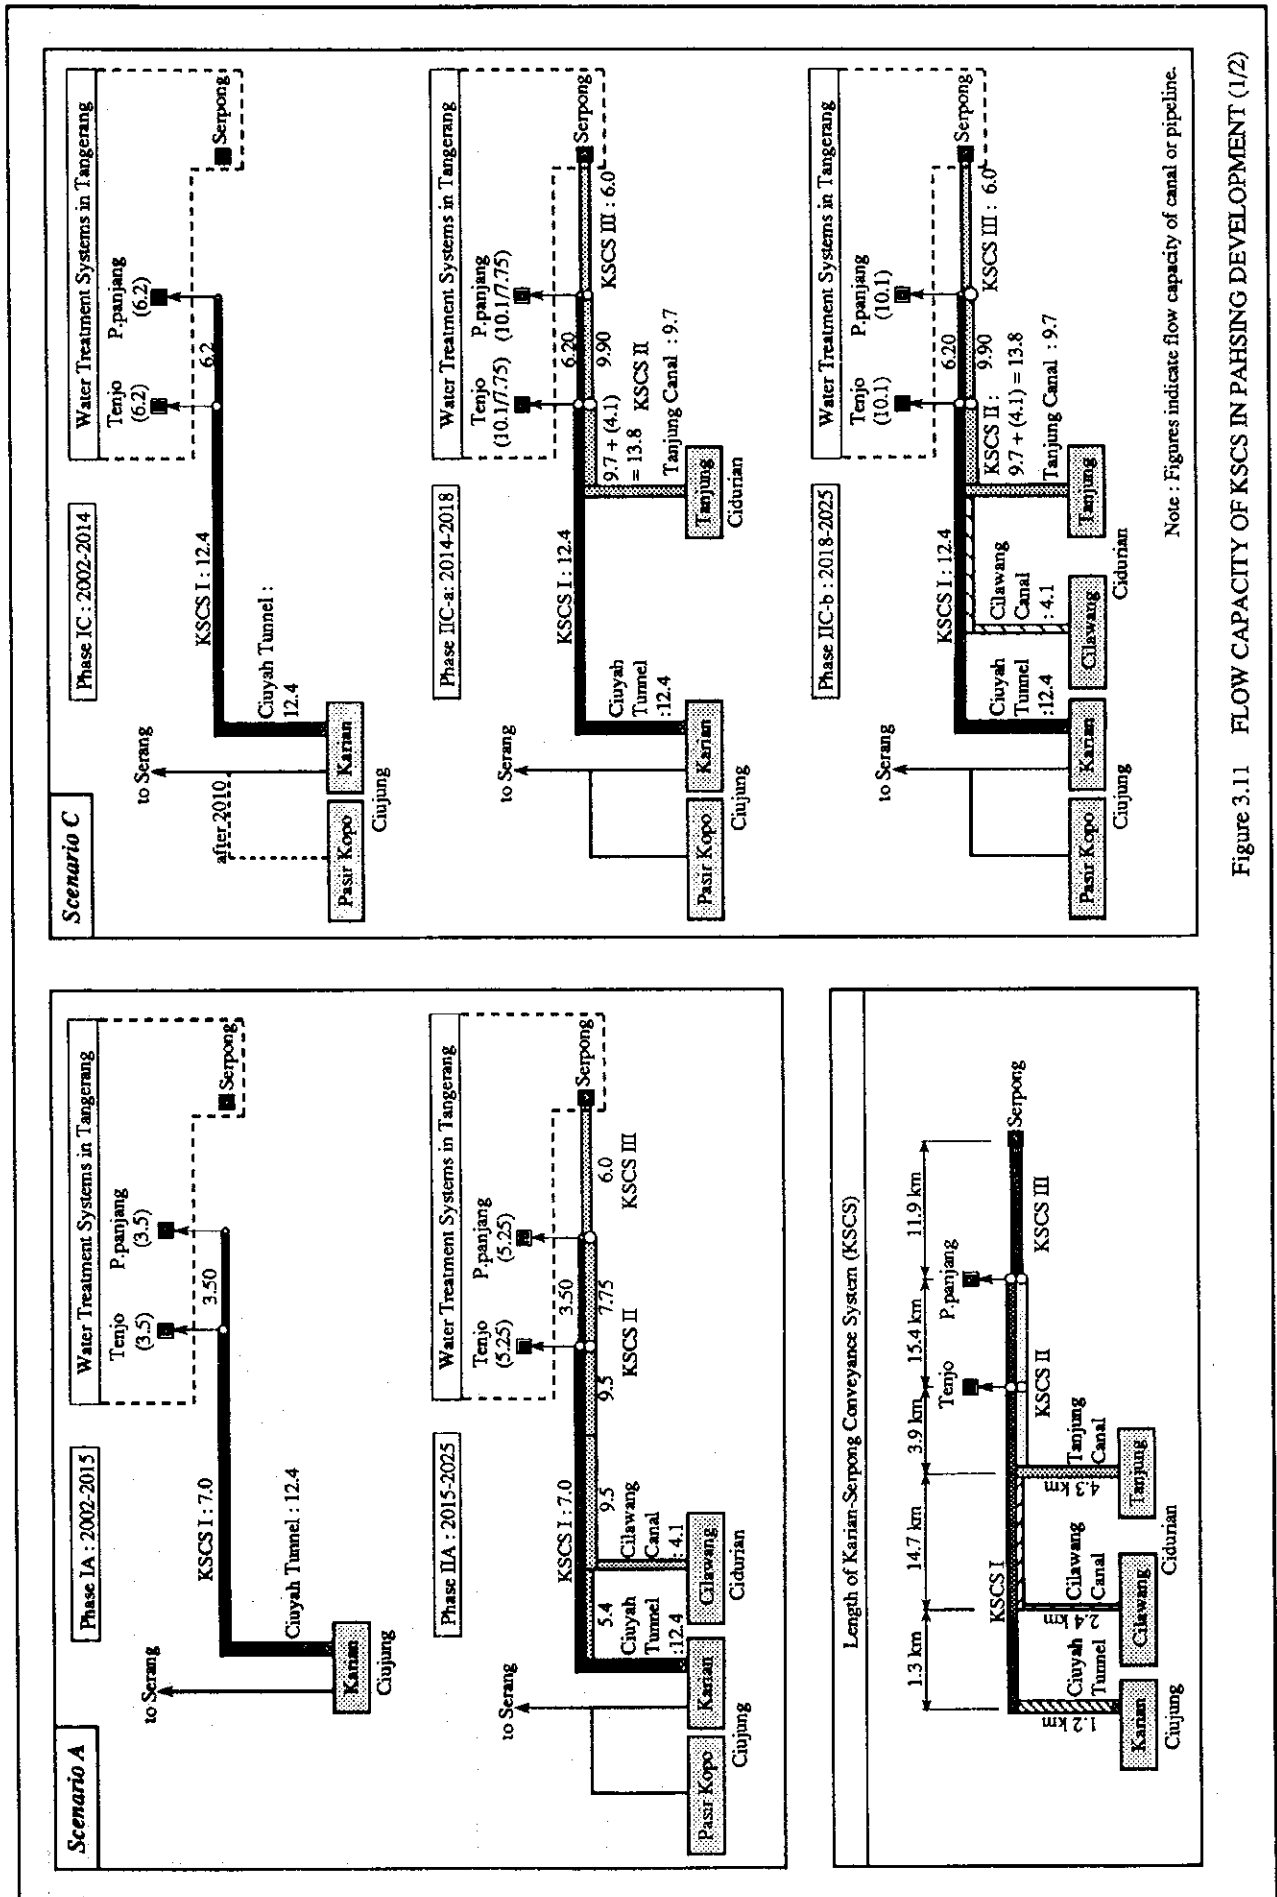 Scenario A
Phase IA : 2002-2015
Water Treatment Systems in Tangerang
Tenjo
(3.5)
P.panjang
(3.5)
Serpong
to Serang
KSCS I : 7.0
3.50
Ciuyah Tunnel : 12.4
Karian
Ciujung
Phase IIA : 2015-2025
Water Treatment Systems in Tangerang
Tenjo
(5.25)
P.panjang
(5.25)
Serpong
to Serang
KSCS I : 7.0
3.50
5.4
9.5
9.5
7.75
6.0
KSCS II
KSCS III
Ciuyah
Tunnel
:12.4
Cilawang
Canal
: 4.1
Pasir Kopo
Karian
Cilawang
Ciujung
Cidurian
Length of Karian-Serpong Conveyance System (KSCS)
1.3 km
14.7 km
3.9 km
15.4 km
11.9 km
Tenjo
P.panjang
Serpong
KSCS I
KSCS II
KSCS III
1.2 km
Ciuyah
Tunnel
2.4 km
Cilawang
Canal
4.3 km
Tanjung
Canal
Karian
Cilawang
Tanjung
Ciujung
Cidurian
Scenario C
Phase IC : 2002-2014
Water Treatment Systems in Tangerang
Tenjo
(6.2)
P.panjang
(6.2)
Serpong
to Serang
after 2010
KSCS I : 12.4
6.2
Ciuyah Tunnel :
12.4
Pasir Kopo
Karian
Ciujung
Phase IIC-a: 2014-2018
Water Treatment Systems in Tangerang
Tenjo
(10.1/7.75)
P.panjang
(10.1/7.75)
Serpong
to Serang
KSCS I : 12.4
6.20
9.90
KSCS III : 6.0
9.7 + (4.1)
= 13.8 KSCS II
Tanjung Canal : 9.7
Ciuyah
Tunnel
:12.4
Pasir Kopo
Karian
Tanjung
Ciujung
Cidurian
Phase IIC-b : 2018-2025
Water Treatment Systems in Tangerang
Tenjo
(10.1)
P.panjang
(10.1)
Serpong
to Serang
KSCS I : 12.4
6.20
9.90
KSCS III : 6.0
KSCS II :
9.7 + (4.1) = 13.8
Tanjung Canal : 9.7
Ciuyah
Tunnel
:12.4
Cilawang
Canal
: 4.1
Pasir Kopo
Karian
Cilawang
Tanjung
Ciujung
Cidurian
Note : Figures indicate flow capacity of canal or pipeline.
Figure 3.11 FLOW CAPACITY OF KSCS IN PAHSING DEVELOPMENT (1/2)